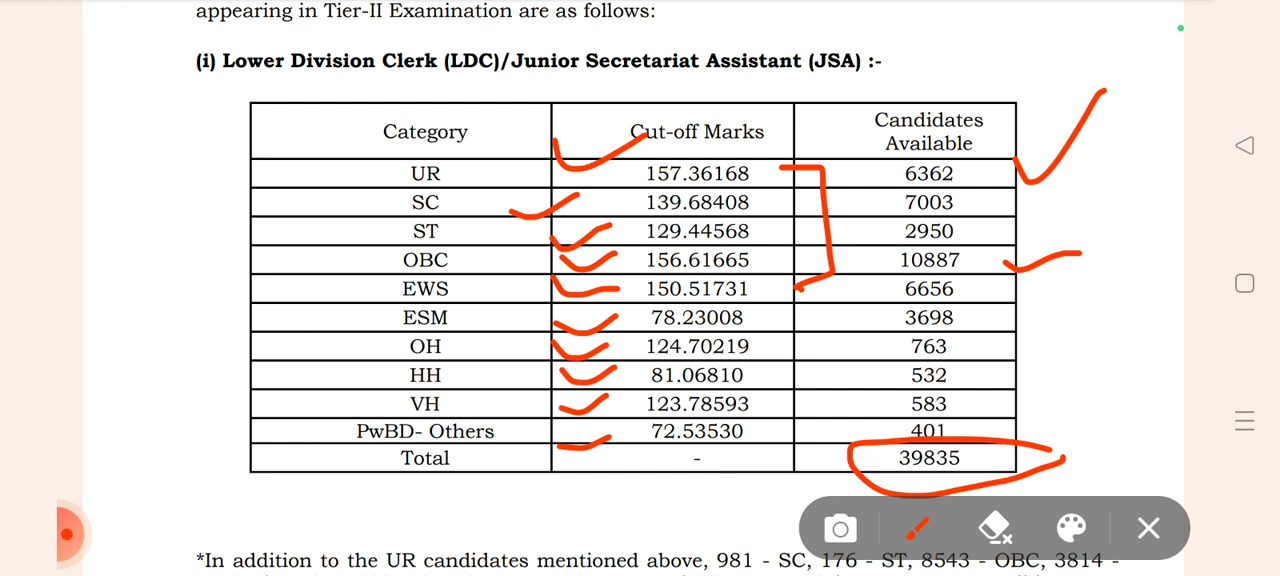 appearing in Tier-II Examination are as follows:
(i) Lower Division Clerk (LDC)/Junior Secretariat Assistant (JSA) :-
Category Cut-off Marks Candidates Available
UR 157.36168 6362
SC 139.68408 7003
ST 129.44568 2950
OBC 156.61665 10887
EWS 150.51731 6656
ESM 78.23008 3698
OH 124.70219 763
HH 81.06810 532
VH 123.78593 583
PwBD- Others 72.53530 401
Total - 39835
*In addition to the UR candidates mentioned above, 981 - SC, 176 - ST, 8543 - OBC, 3814 -